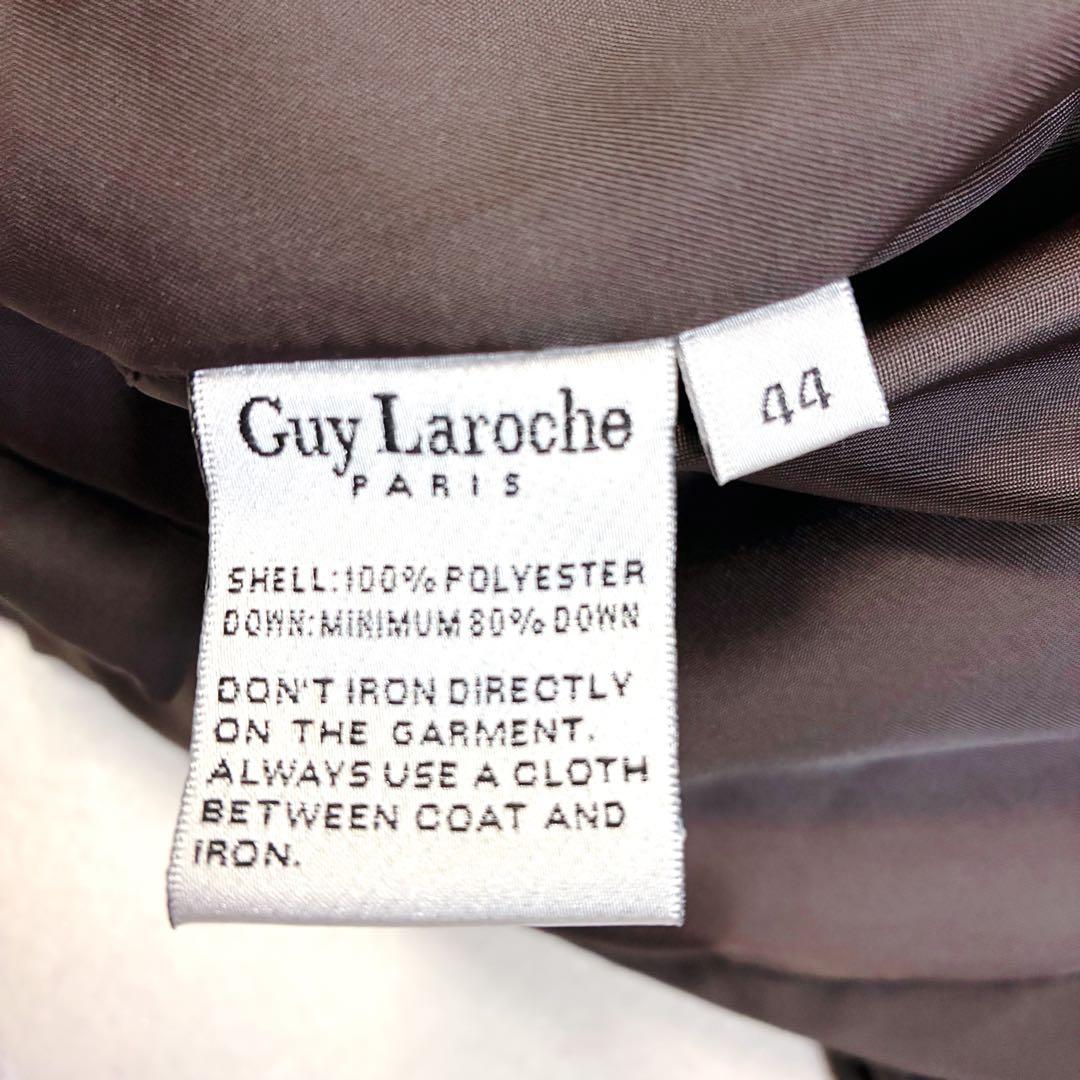 Guy Laroche
PARIS
44
SHELL:100% POLYESTER
DOWN: MINIMUM 80% DOWN
DON'T IRON DIRECTLY
ON THE GARMENT.
ALWAYS USE A CLOTH
BETWEEN COAT AND
IRON.